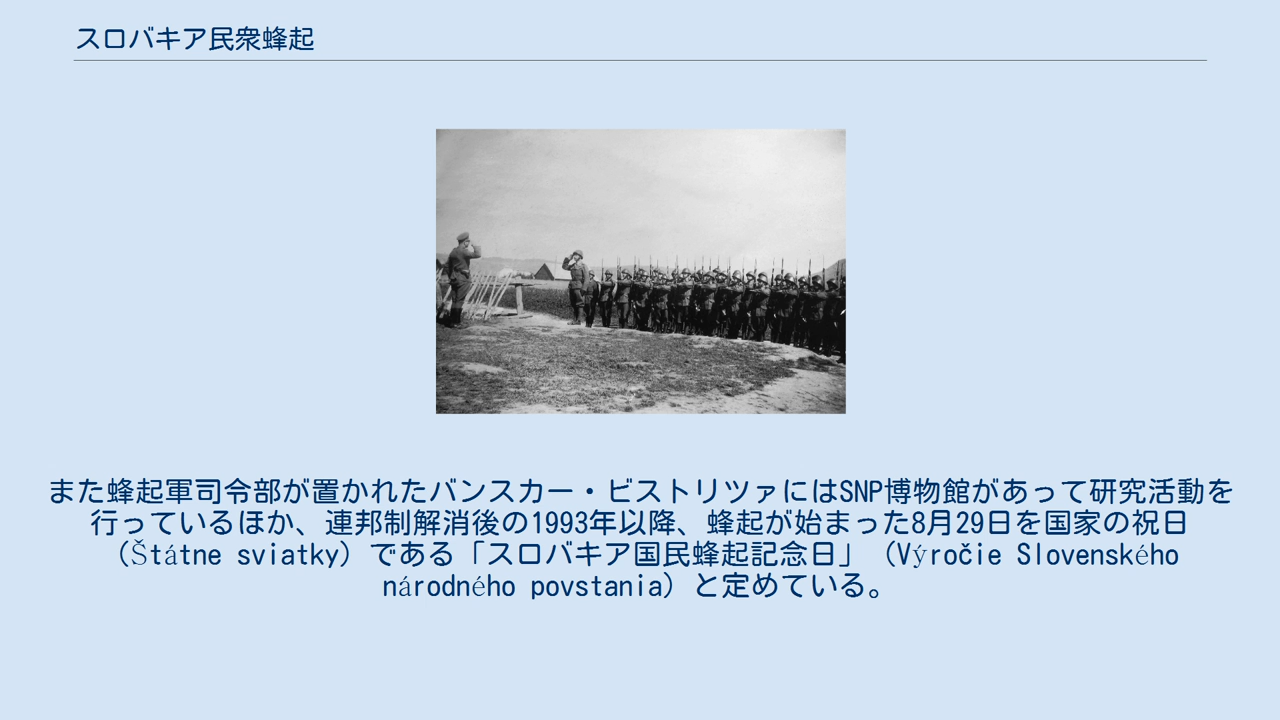 スロバキア民衆蜂起
また蜂起軍司令部が置かれたバンスカー・ビストリツァにはSNP博物館があって研究活動を
行っているほか、連邦制解消後の1993年以降、蜂起が始まった8月29日を国家の祝日
（Štátne sviatky）である「スロバキア国民蜂起記念日」（Výročie Slovenského
národného povstania）と定めている。